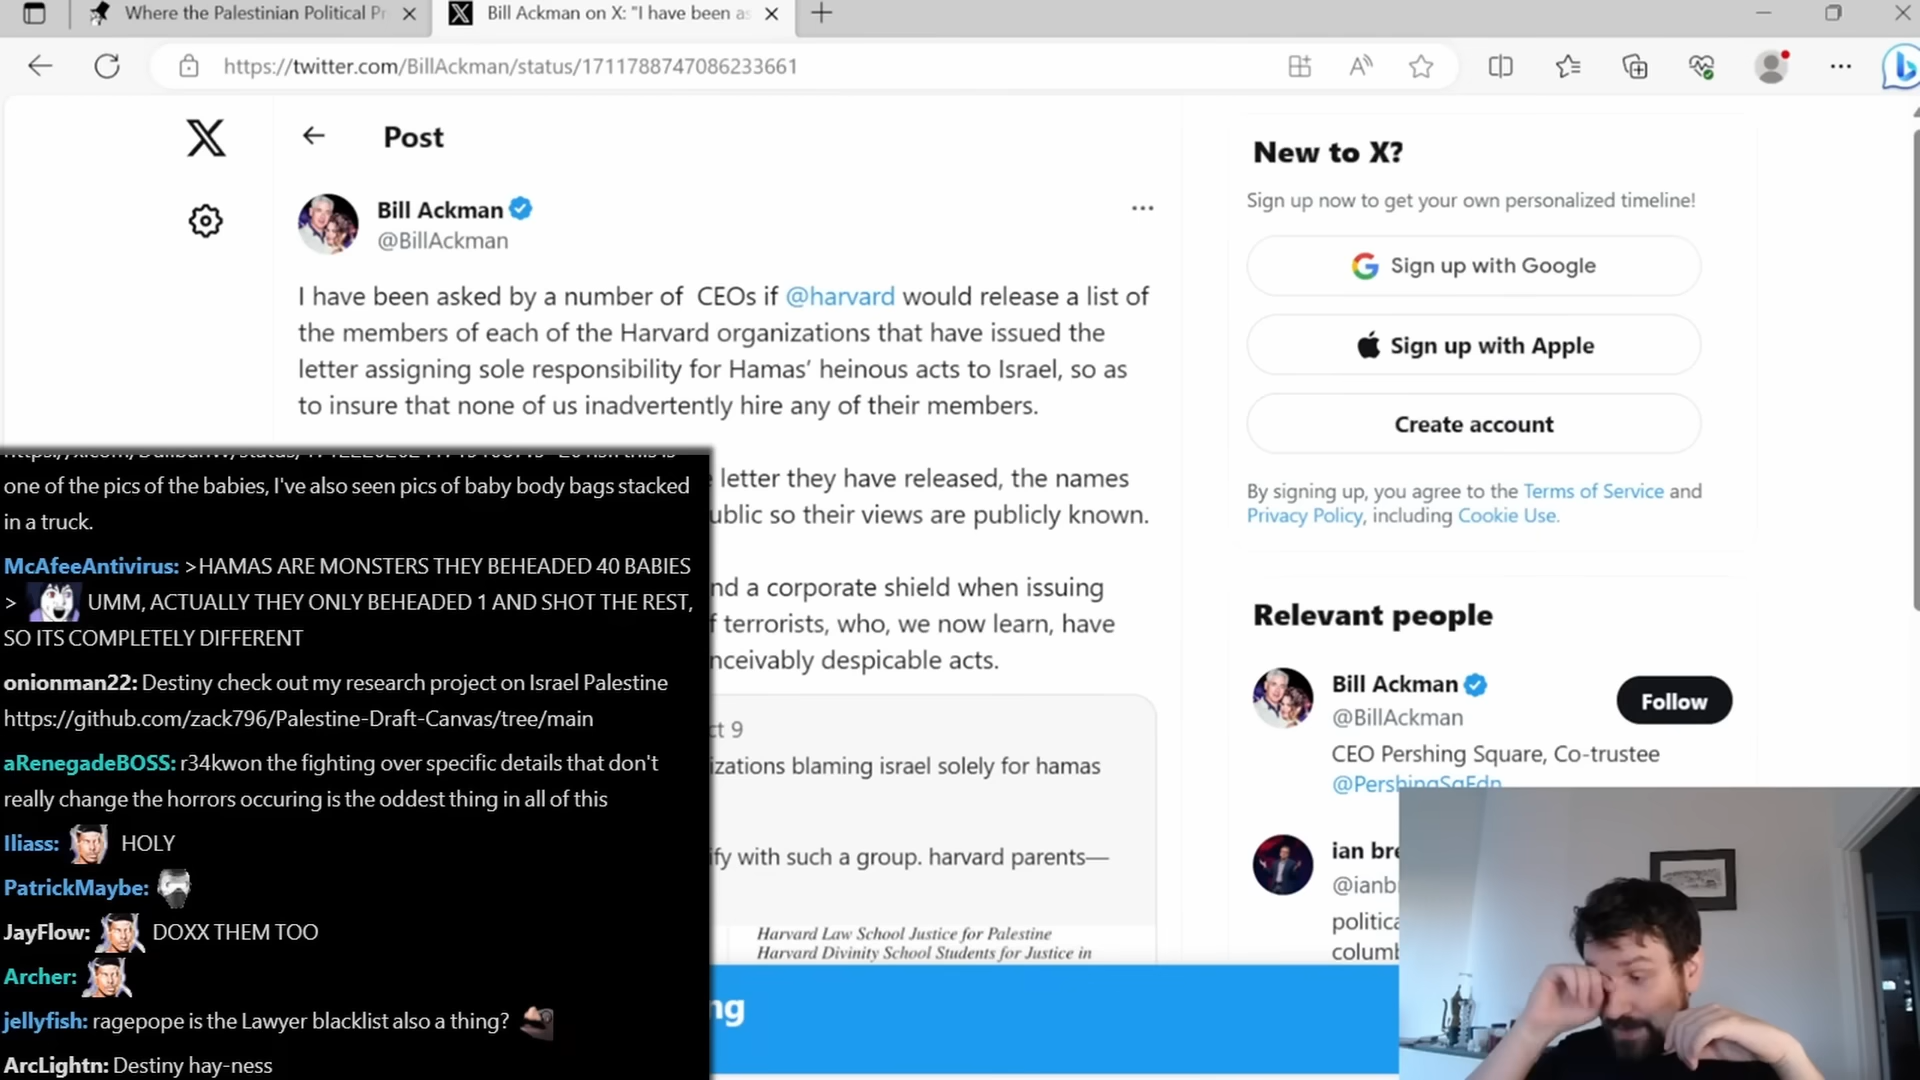 Where the Palestinian Political Pr
Bill Ackman on X: "I have been as
https://twitter.com/BillAckman/status/1711788747086233661
Post
Bill Ackman
@BillAckman
I have been asked by a number of CEOs if @harvard would release a list of
the members of each of the Harvard organizations that have issued the
letter assigning sole responsibility for Hamas' heinous acts to Israel, so as
to insure that none of us inadvertently hire any of their members.
letter they have released, the names
ublic so their views are publicly known.
nd a corporate shield when issuing
f terrorists, who, we now learn, have
nceivably despicable acts.
ct 9
izations blaming israel solely for hamas
ify with such a group. harvard parents—
Harvard Law School Justice for Palestine
Harvard Divinity School Students for Justice in
ng
New to X?
Sign up now to get your own personalized timeline!
Sign up with Google
Sign up with Apple
Create account
By signing up, you agree to the Terms of Service and
Privacy Policy, including Cookie Use.
Relevant people
Bill Ackman
@BillAckman
Follow
CEO Pershing Square, Co-trustee
@PershingSqFdn
ian bre
@ianb
politica
columb
one of the pics of the babies, I've also seen pics of baby body bags stacked
in a truck.
McAfeeAntivirus: >HAMAS ARE MONSTERS THEY BEHEADED 40 BABIES
> UMM, ACTUALLY THEY ONLY BEHEADED 1 AND SHOT THE REST,
SO ITS COMPLETELY DIFFERENT
onionman22: Destiny check out my research project on Israel Palestine
https://github.com/zack796/Palestine-Draft-Canvas/tree/main
aRenegadeBOSS: r34kwon the fighting over specific details that don't
really change the horrors occuring is the oddest thing in all of this
Iliass: HOLY
PatrickMaybe:
JayFlow: DOXX THEM TOO
Archer:
jellyfish: ragepope is the Lawyer blacklist also a thing?
ArcLightn: Destiny hay-ness